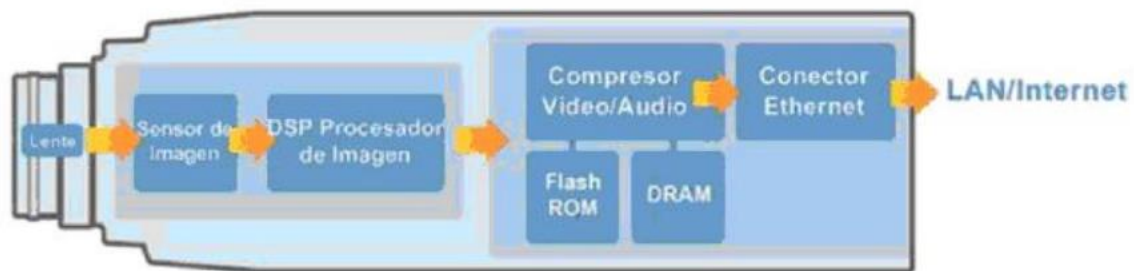 Lente
Sensor de
Imagen
DSP Procesador
de Imagen
Compresor
Video/Audio
Flash
ROM
DRAM
Conector
Ethernet
LAN/Internet